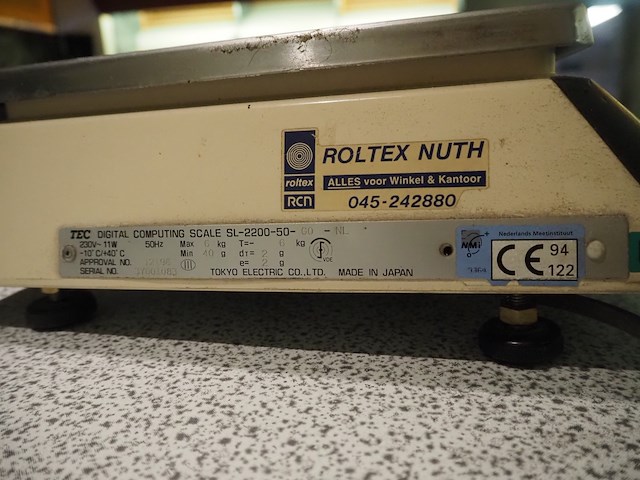 ROLTEX NUTH
roltex
ALLES voor Winkel & Kantoor
RCN
045-242880
TEC DIGITAL COMPUTING SCALE SL-2200-50- - NL
230V~ 11W 50Hz Max 6 kg T=- 6 kg
-10°C/+40°C Min 40 g d1= 2 g
e= 2 g
APPROVAL NO.
SERIAL NO.
TOKYO ELECTRIC CO.,LTD. MADE IN JAPAN
VDE
NMi
Nederlands Meetinstituut
CE 94
122